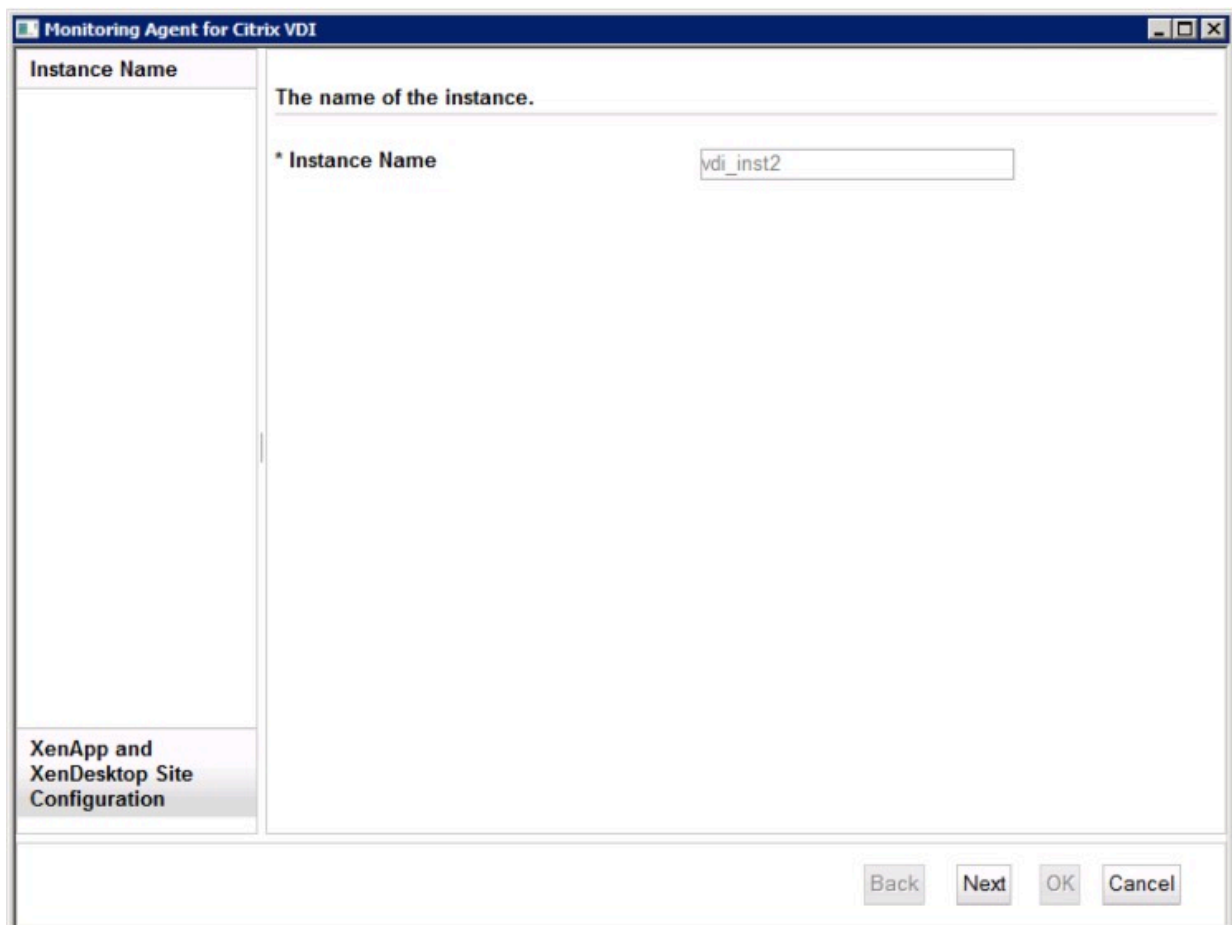 Monitoring Agent for Citrix VDI
Instance Name
The name of the instance.
* Instance Name
vdi_inst2
XenApp and
XenDesktop Site
Configuration
Back Next OK Cancel